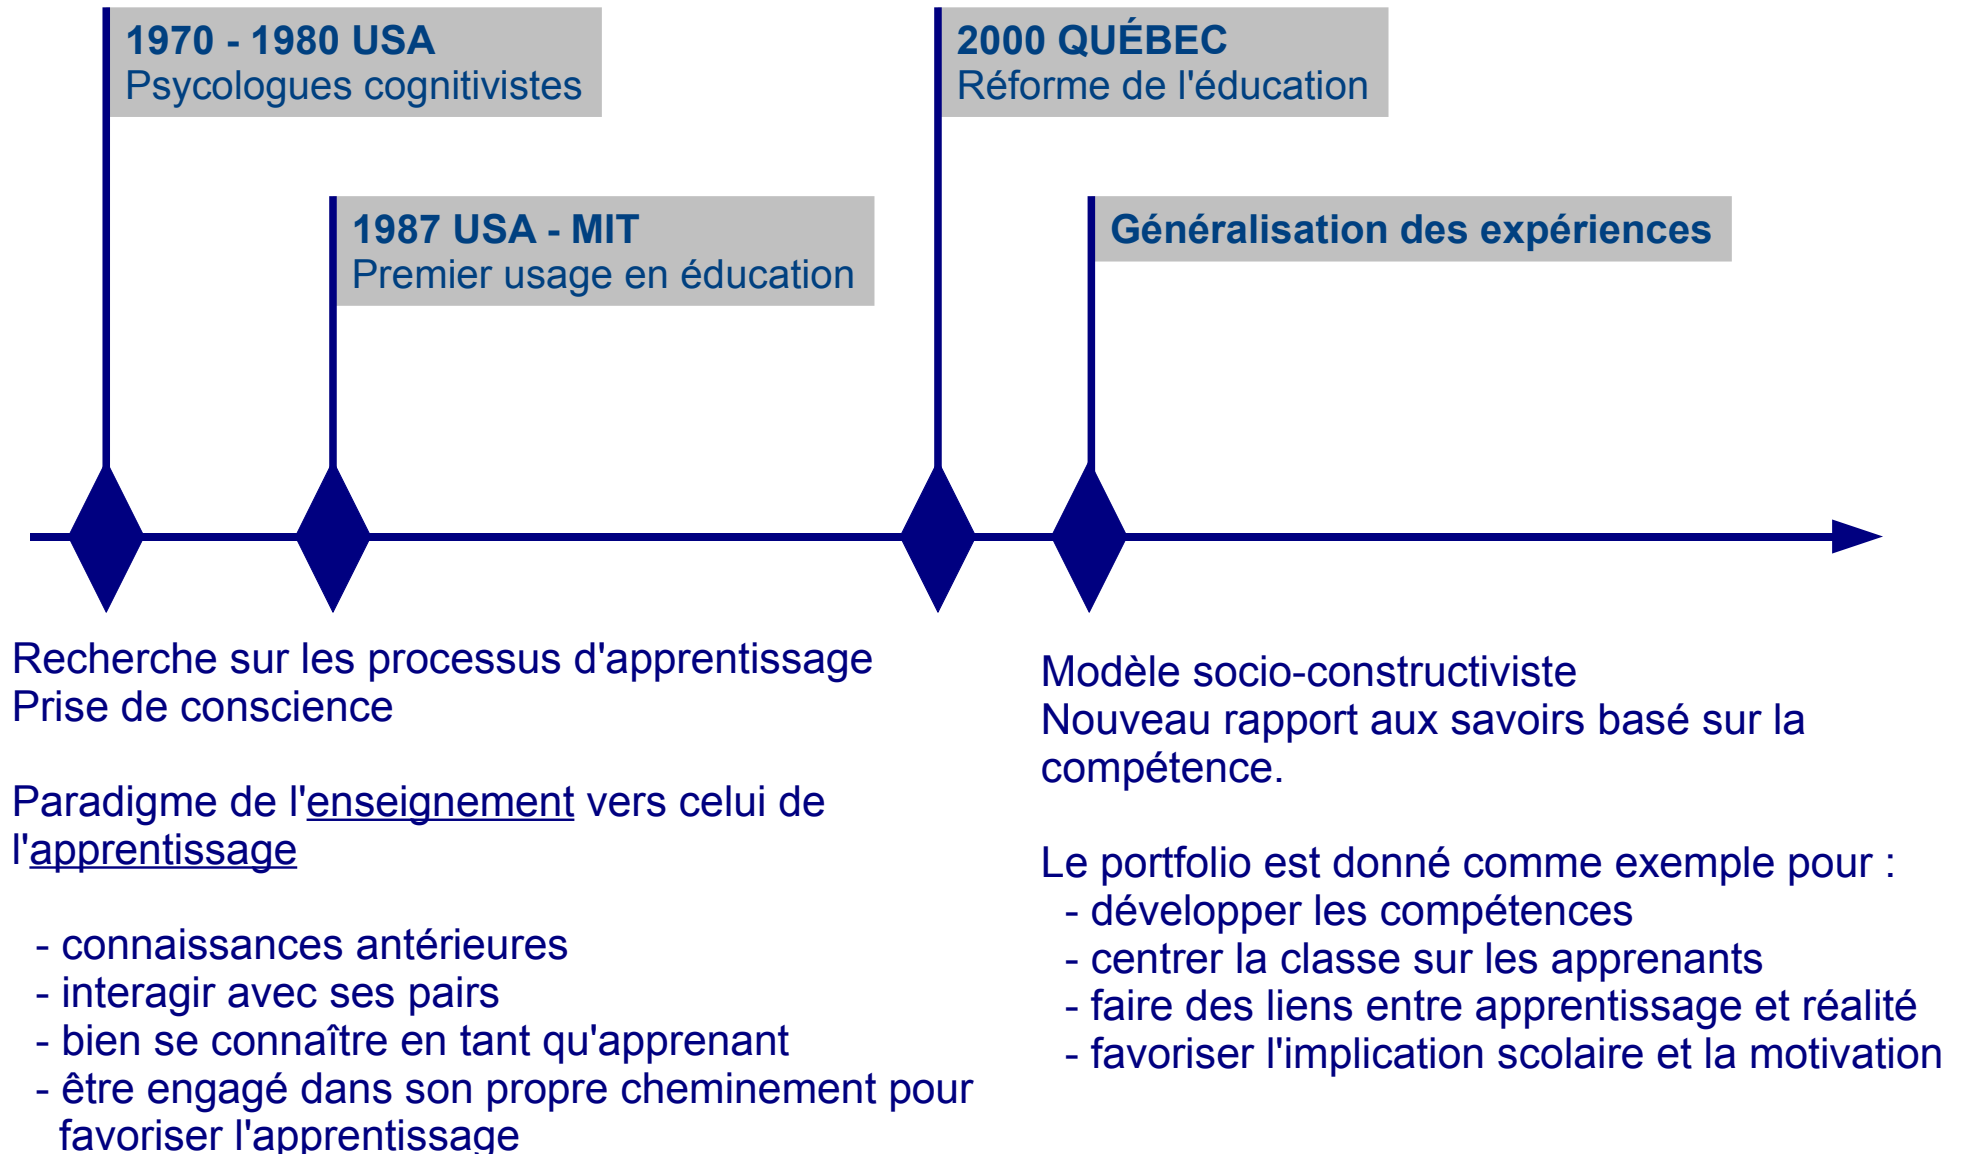 1970 - 1980 USA
Psycologues cognitivistes
2000 QUÉBEC
Réforme de l'éducation
1987 USA - MIT
Premier usage en éducation
Généralisation des expériences
Recherche sur les processus d'apprentissage
Prise de conscience
Paradigme de l'enseignement vers celui de
l'apprentissage
- connaissances antérieures
- interagir avec ses pairs
- bien se connaître en tant qu'apprenant
- être engagé dans son propre cheminement pour
favoriser l'apprentissage
Modèle socio-constructiviste
Nouveau rapport aux savoirs basé sur la
compétence.
Le portfolio est donné comme exemple pour :
- développer les compétences
- centrer la classe sur les apprenants
- faire des liens entre apprentissage et réalité
- favoriser l'implication scolaire et la motivation